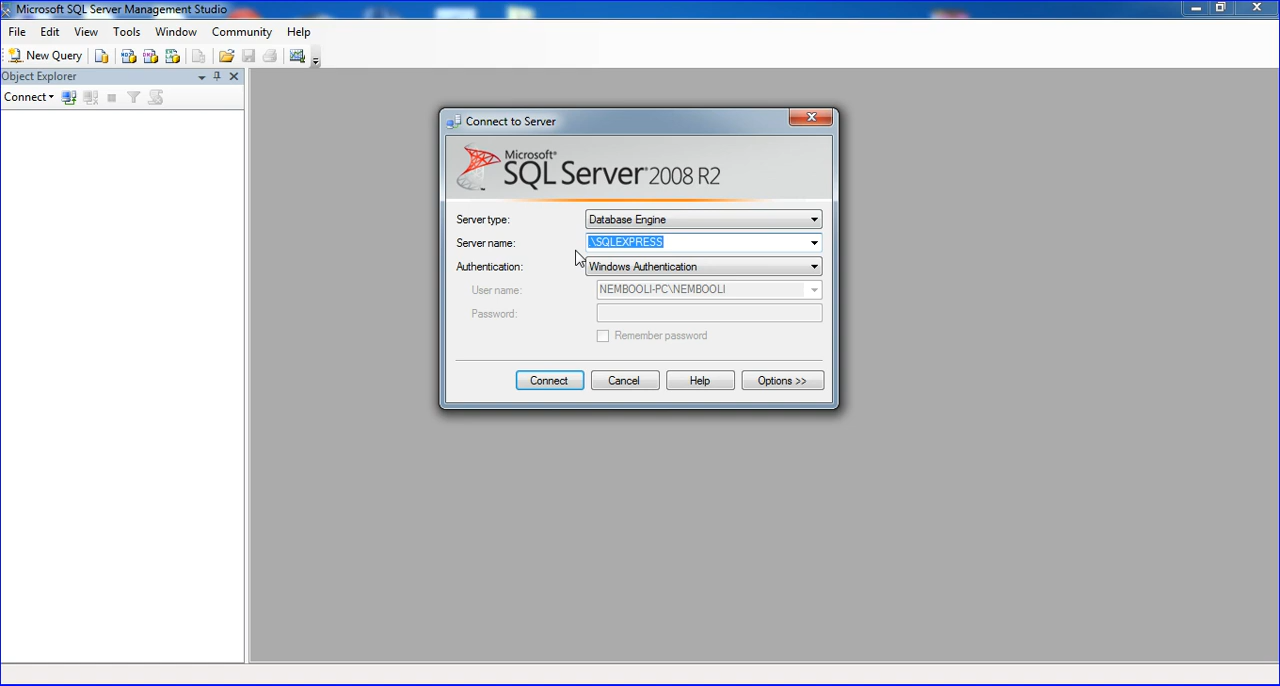 Microsoft SQL Server Management Studio
File Edit View Tools Window Community Help
New Query
Object Explorer
Connect
Connect to Server
Microsoft®
SQL Server® 2008 R2
Server type: Database Engine
Server name: .\SQLEXPRESS
Authentication: Windows Authentication
User name: NEMBOOLI-PC\NEMBOOLI
Password:
Remember password
Connect Cancel Help Options >>